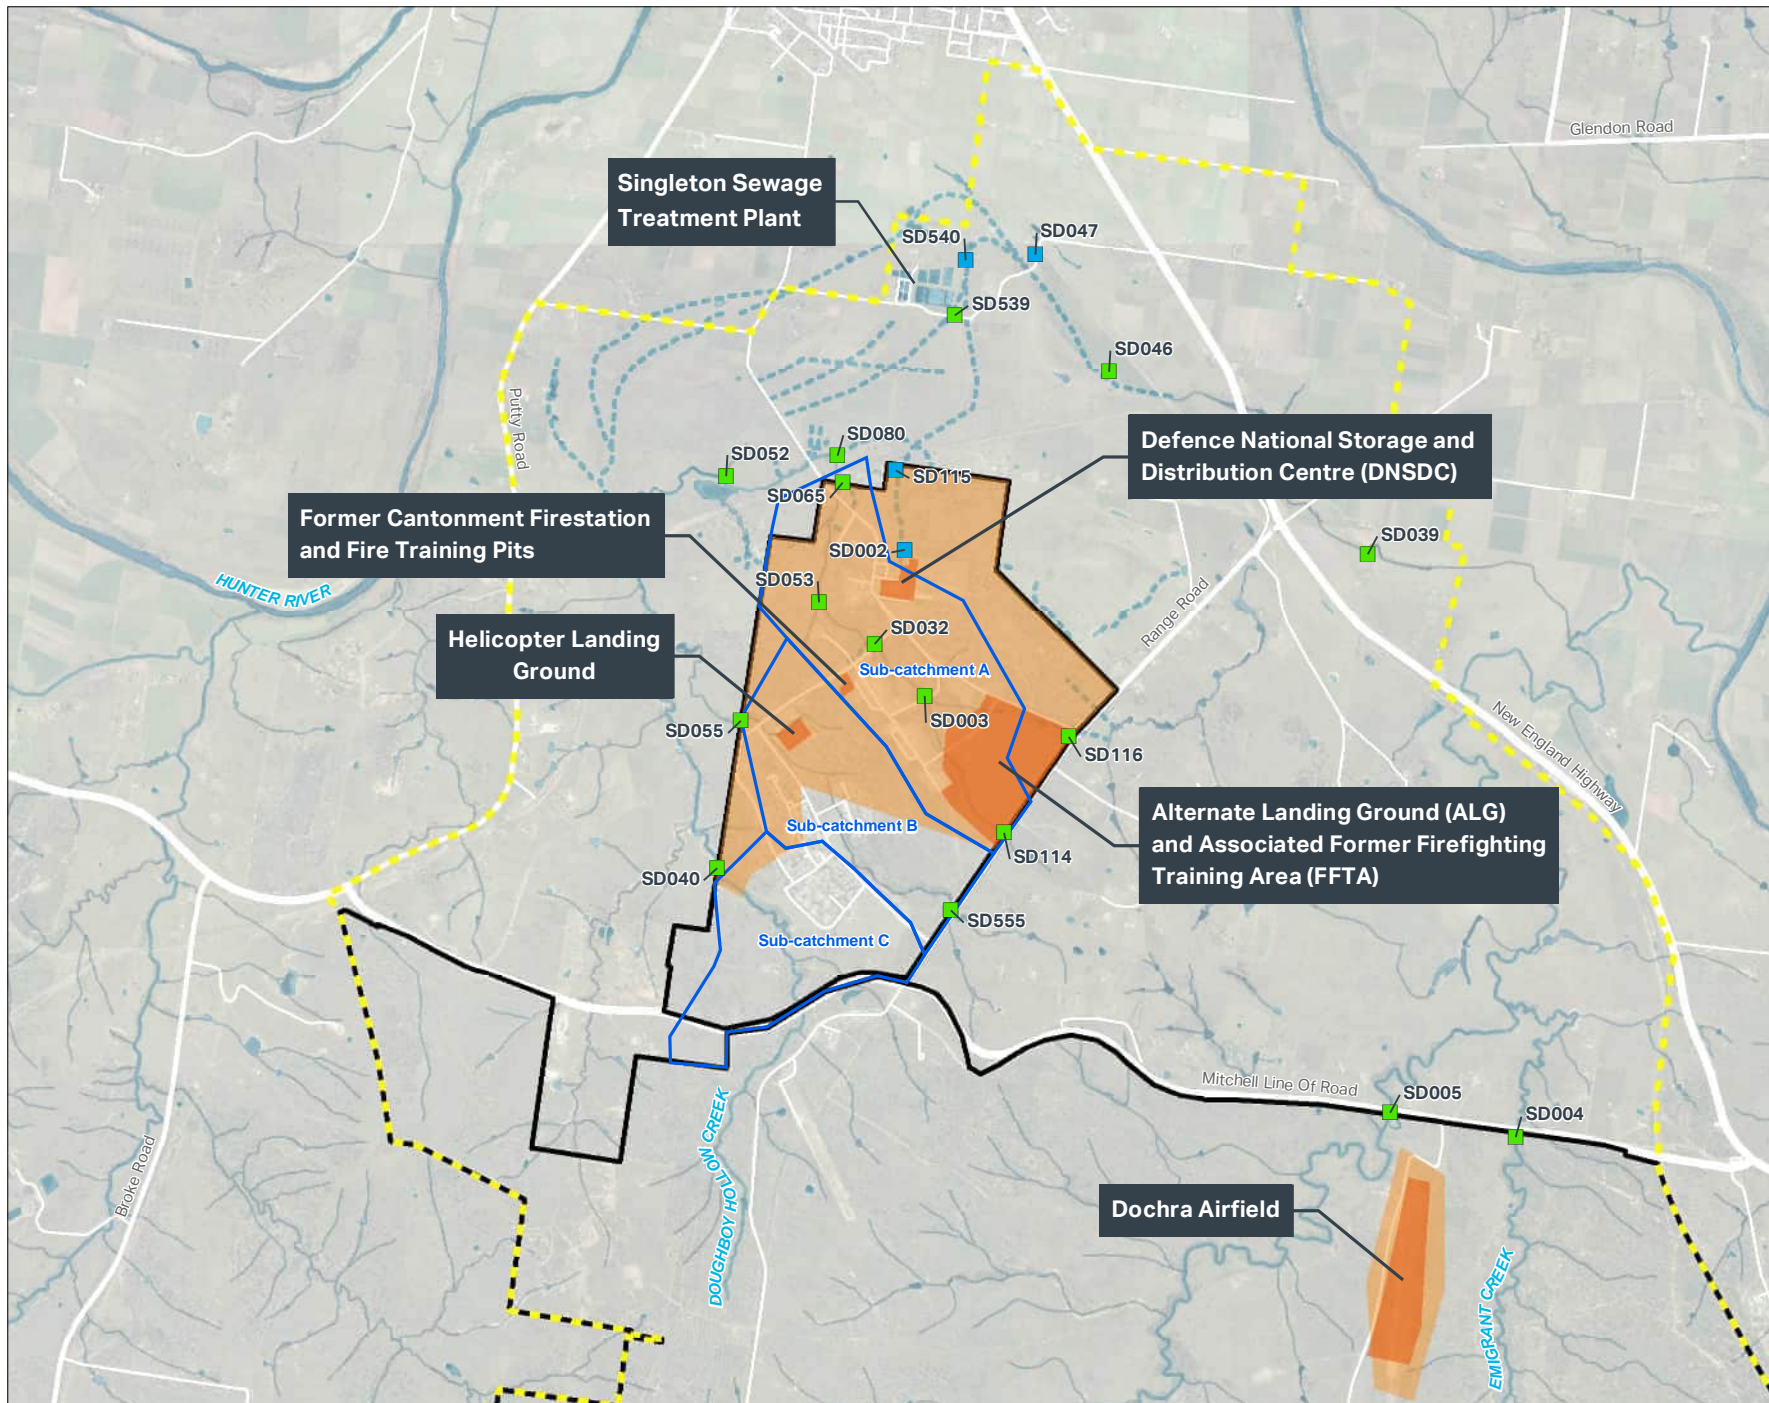 Glendon Road
Singleton Sewage
Treatment Plant
SD540
SD047
SD539
SD046
Putty Road
SD080
SD052
SD115
SD065
Defence National Storage and
Distribution Centre (DNSDC)
Former Cantonment Firestation
and Fire Training Pits
SD002
SD039
HUNTER RIVER
SD053
Range Road
Helicopter Landing
Ground
SD032
Sub-catchment A
SD003
SD055
SD116
New England Highway
Alternate Landing Ground (ALG)
and Associated Former Firefighting
Training Area (FFTA)
Sub-catchment B
SD114
SD040
SD555
Sub-catchment C
Mitchell Line Of Road
SD005
SD004
DOUGHBOY HOLLOW CREEK
Broke Road
Dochra Airfield
EMIGRANT CREEK